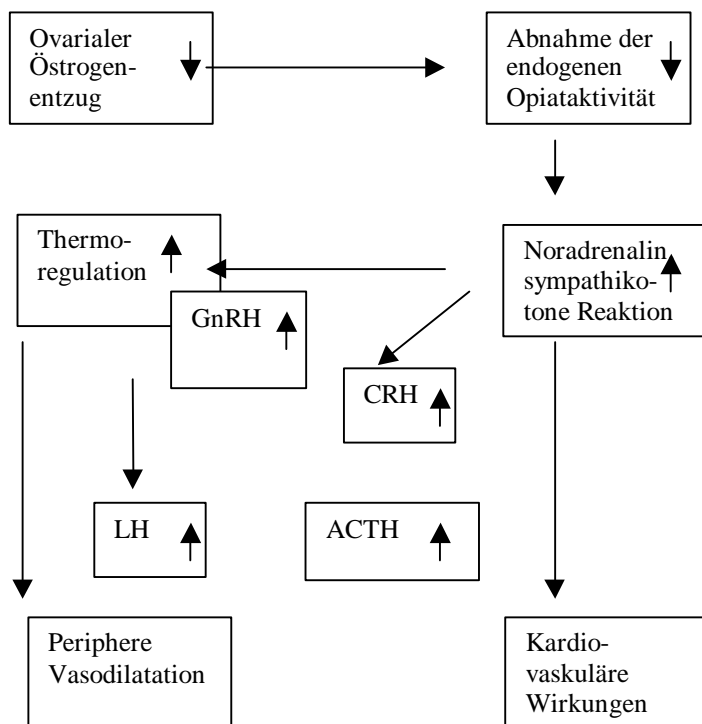 Ovarialer
Östrogen-
entzug
Abnahme der
endogenen
Opiataktivität
Thermo-
regulation
Noradrenalin
sympathiko-
tone Reaktion
GnRH
CRH
LH
ACTH
Periphere
Vasodilatation
Kardio-
vaskuläre
Wirkungen